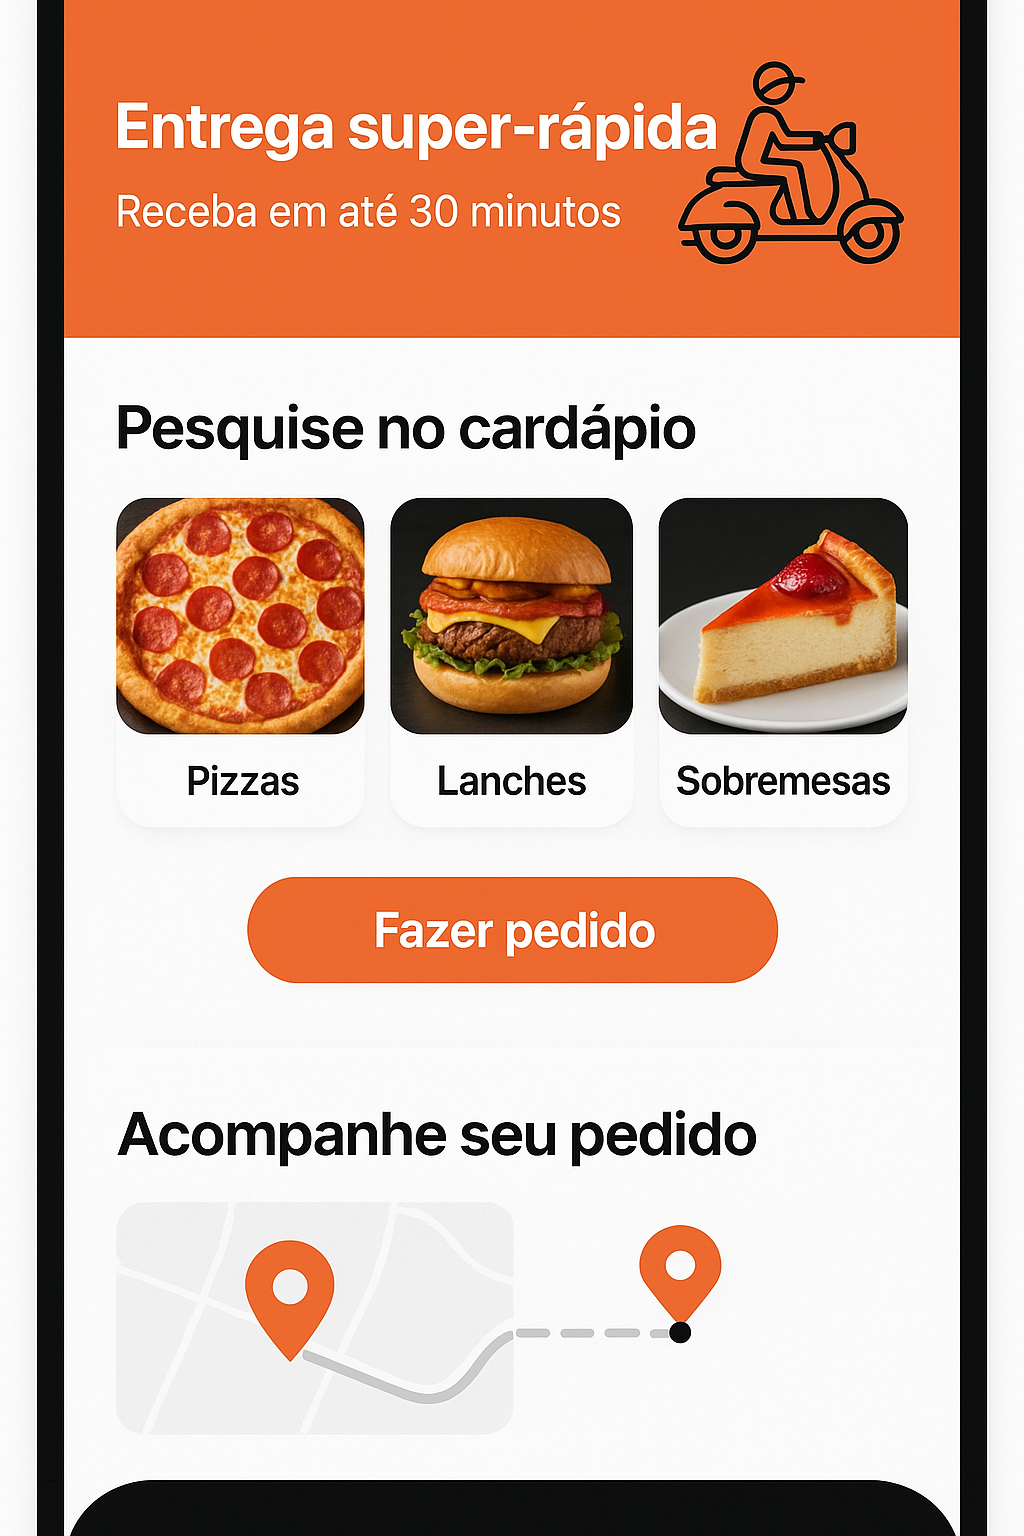 Entrega super-rápida
Receba em até 30 minutos
Pesquise no cardápio
Pizzas
Lanches
Sobremesas
Fazer pedido
Acompanhe seu pedido